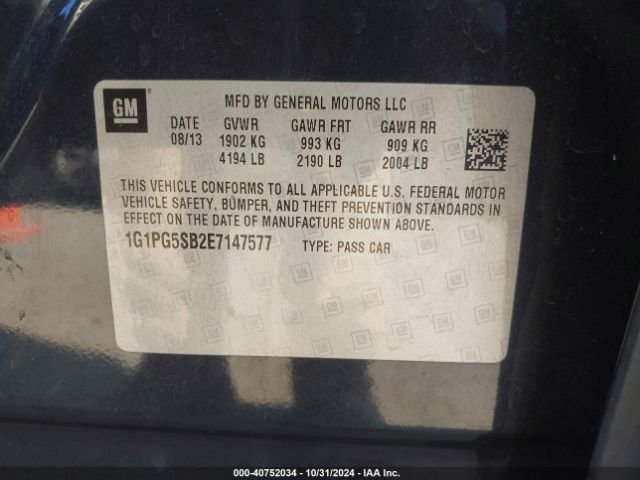 GM
MFD BY GENERAL MOTORS LLC
DATE GVWR GAWR FRT GAWR RR
08/13 1902 KG 993 KG 909 KG
4194 LB 2190 LB 2004 LB
THIS VEHICLE CONFORMS TO ALL APPLICABLE U.S. FEDERAL MOTOR
VEHICLE SAFETY, BUMPER, AND THEFT PREVENTION STANDARDS IN
EFFECT ON THE DATE OF MANUFACTURE SHOWN ABOVE.
1G1PG5SB2E7147577 TYPE: PASS CAR
000-40752034 - 10/31/2024 - IAA Inc.